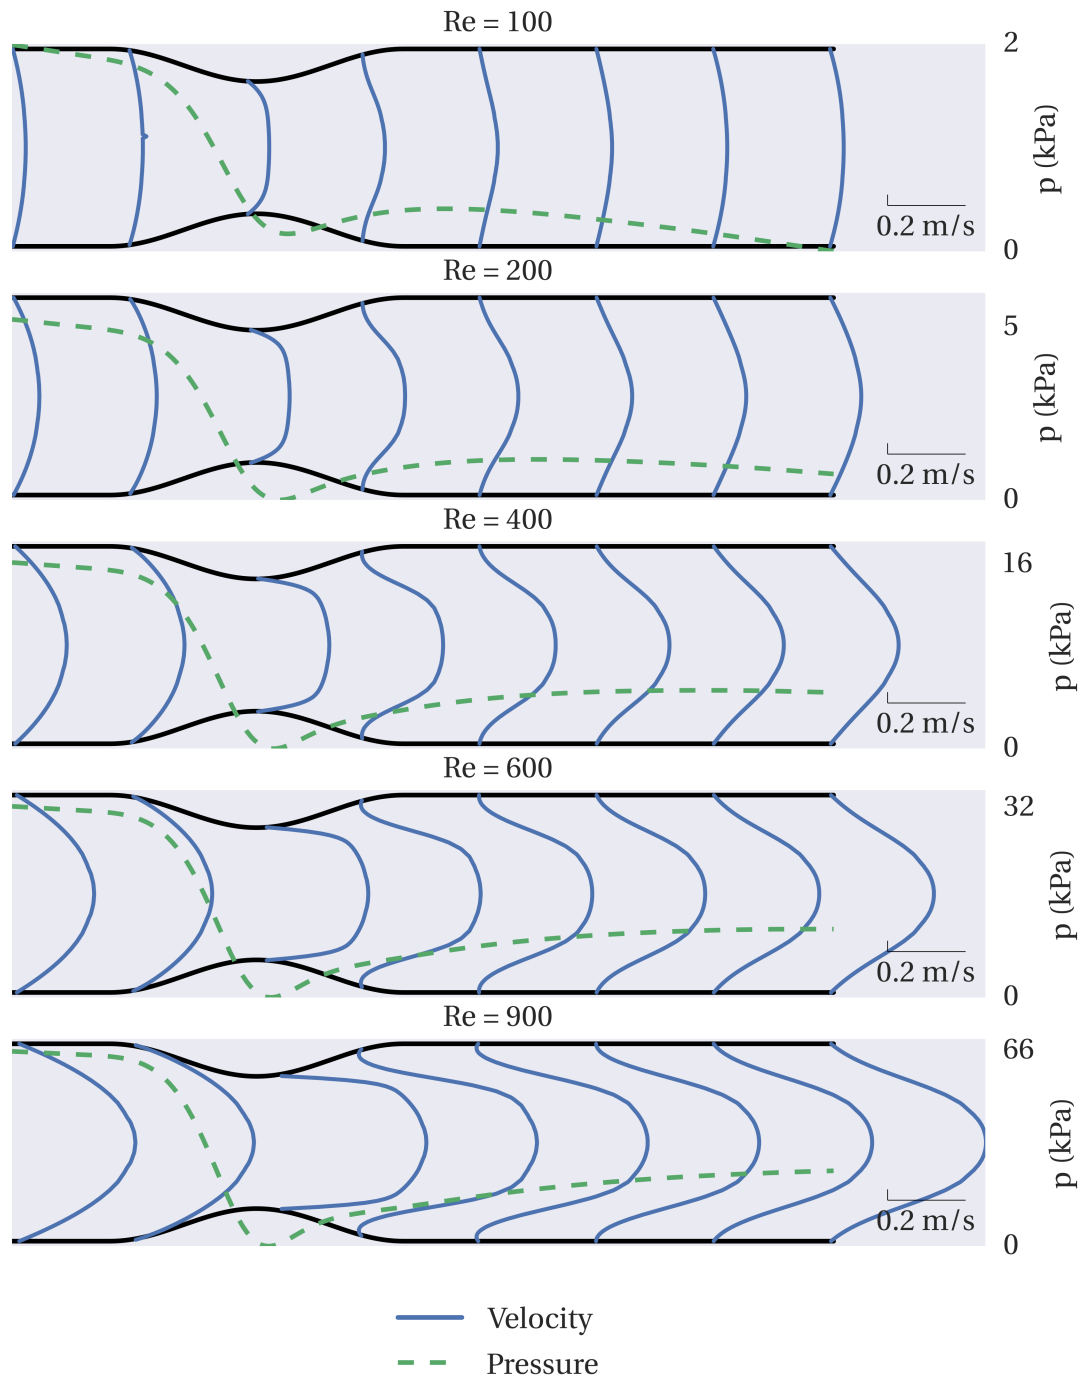 Re = 100
2
p (kPa)
0.2 m/s
0
Re = 200
5
p (kPa)
0.2 m/s
0
Re = 400
16
p (kPa)
0.2 m/s
0
Re = 600
32
p (kPa)
0.2 m/s
0
Re = 900
66
p (kPa)
0.2 m/s
0
Velocity
Pressure